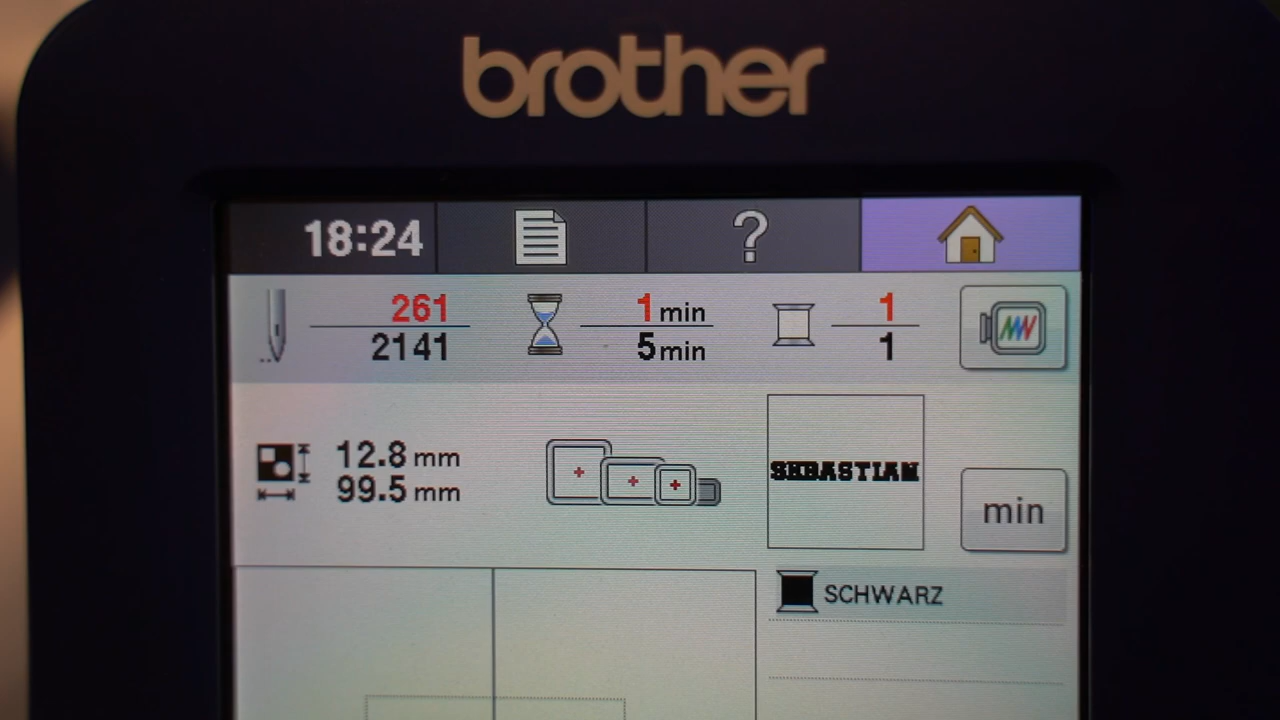 brother
18:24
?
261
2141
1 min
5 min
1
1
12.8 mm
99.5 mm
SEBASTIAN
min
SCHWARZ